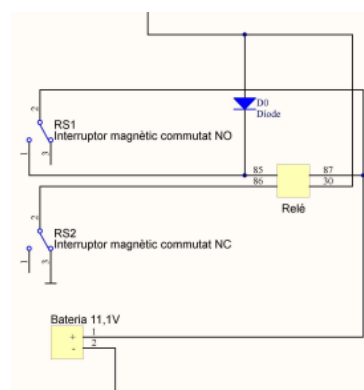 2
RS1
Interruptor magnètic commutat NO
1
3
D0
Diode
85
87
86
30
Relé
2
RS2
Interruptor magnètic commutat NC
1
3
Bateria 11,1V
+
1
-
2